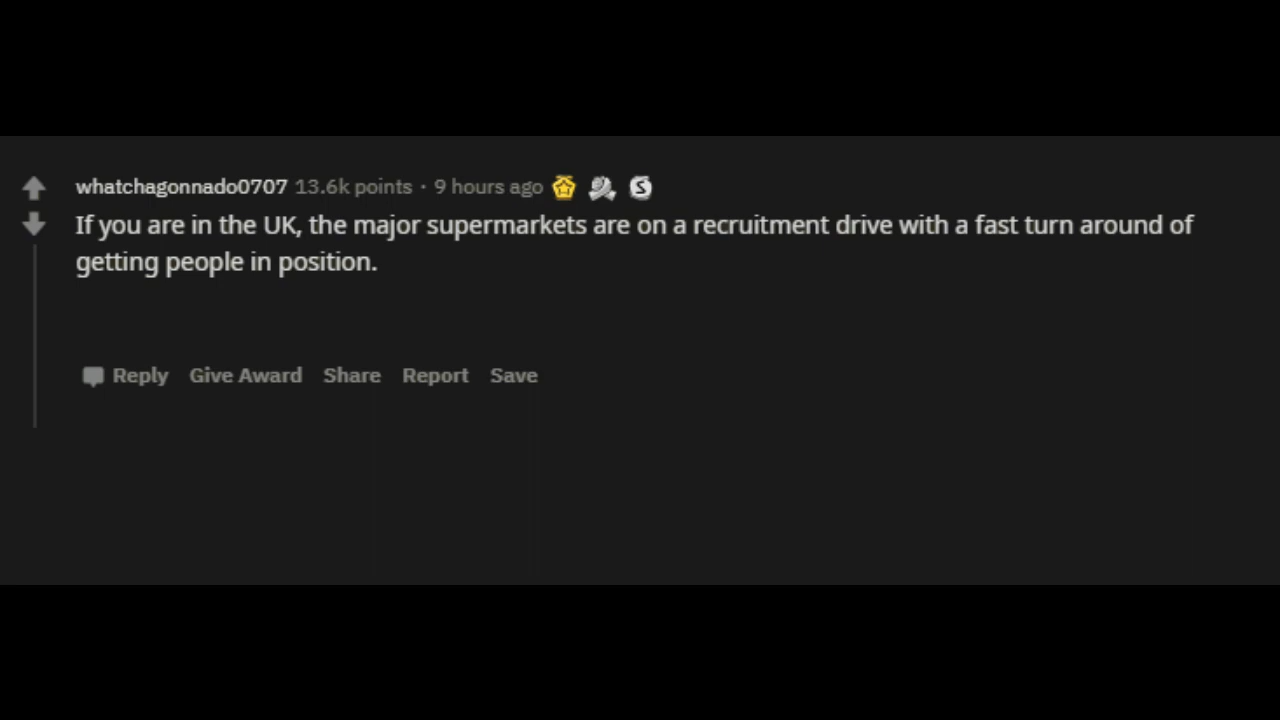 whatchagonnado0707 13.6k points · 9 hours ago
If you are in the UK, the major supermarkets are on a recruitment drive with a fast turn around of
getting people in position.
Reply Give Award Share Report Save